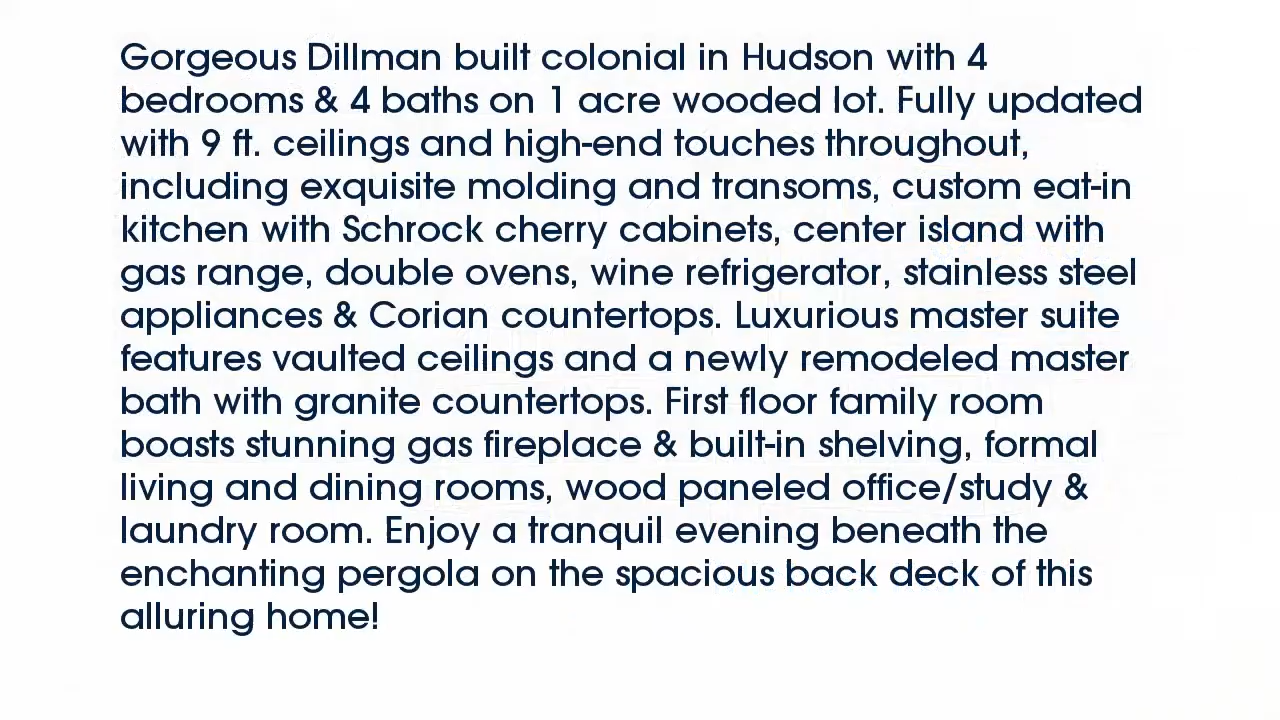 Gorgeous Dillman built colonial in Hudson with 4
bedrooms & 4 baths on 1 acre wooded lot. Fully updated
with 9 ft. ceilings and high-end touches throughout,
including exquisite molding and transoms, custom eat-in
kitchen with Schrock cherry cabinets, center island with
gas range, double ovens, wine refrigerator, stainless steel
appliances & Corian countertops. Luxurious master suite
features vaulted ceilings and a newly remodeled master
bath with granite countertops. First floor family room
boasts stunning gas fireplace & built-in shelving, formal
living and dining rooms, wood paneled office/study &
laundry room. Enjoy a tranquil evening beneath the
enchanting pergola on the spacious back deck of this
alluring home!